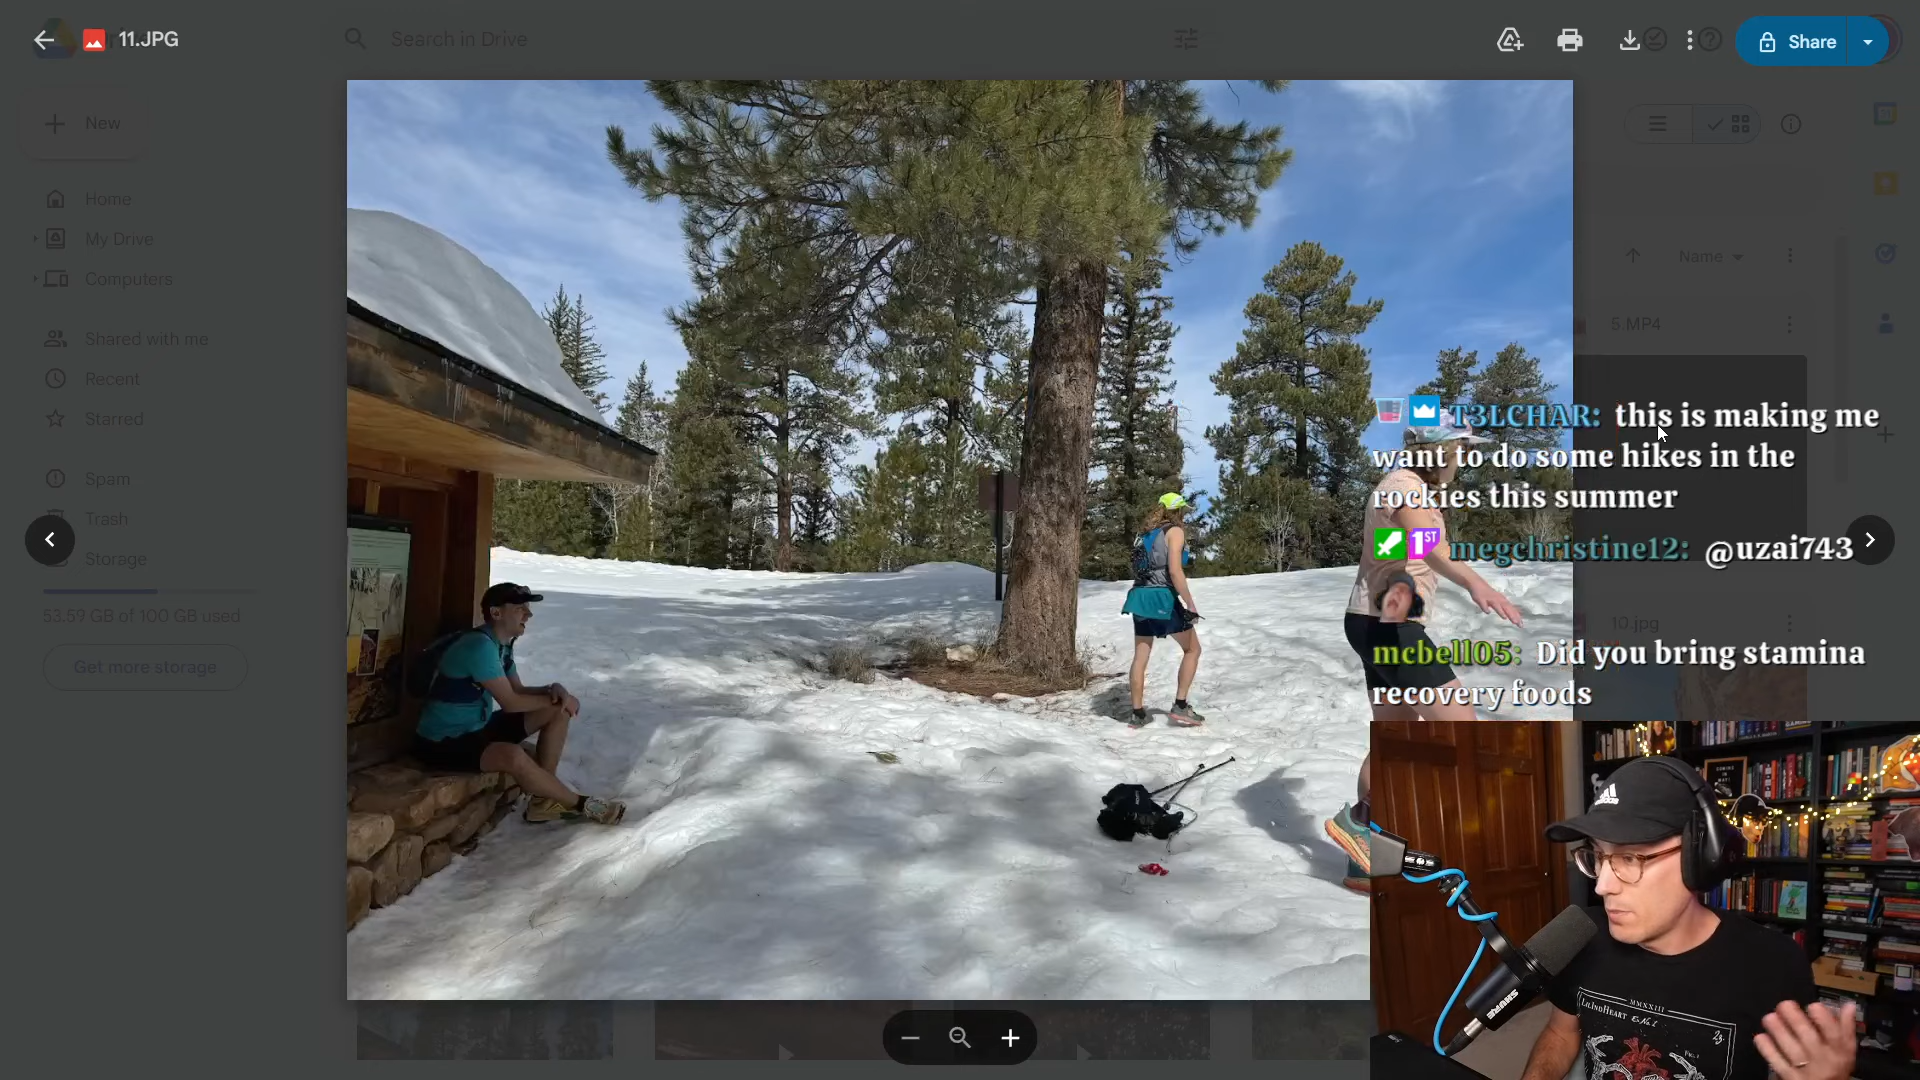 11.JPG
Search in Drive
Share
New
Home
My Drive
Computers
Shared with me
Recent
Starred
Spam
Trash
Storage
53.59 GB of 100 GB used
Get more storage
Name
5.MP4
10.jpg
T3LCHAR: this is making me
want to do some hikes in the
rockies this summer
1ST megchristine12: @uzai743
mcbell05: Did you bring stamina
recovery foods
SHURE
MMXXIII
LILINDHEART